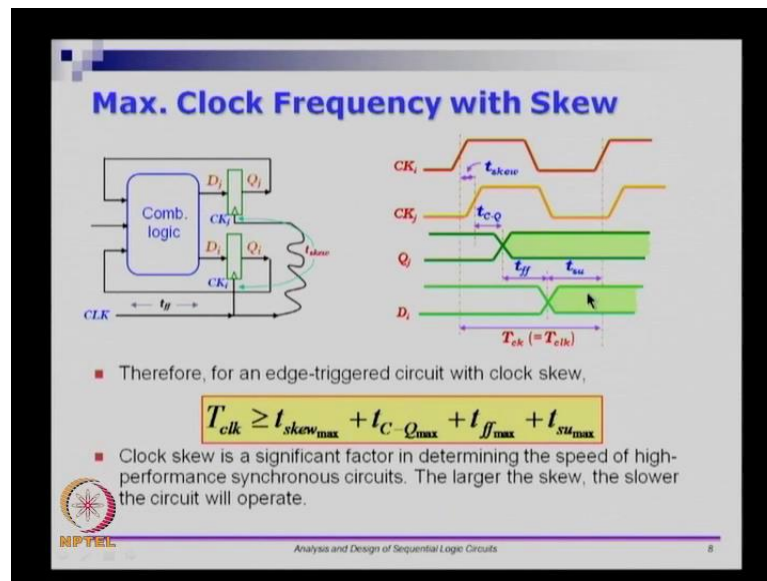 Max. Clock Frequency with Skew
Comb.
logic
D_j
Q_j
CK_j
D_i
Q_i
CK_i
t_skew
t_ff
CLK
CK_i
t_skew
CK_j
t_C-Q
Q_j
t_ff
t_su
D_i
T_ck (= T_clk)
Therefore, for an edge-triggered circuit with clock skew,
T_clk ≥ t_skew_max + t_C-Q_max + t_ff_max + t_su_max
Clock skew is a significant factor in determining the speed of high-
performance synchronous circuits. The larger the skew, the slower
the circuit will operate.
NPTEL
Analysis and Design of Sequential Logic Circuits
8